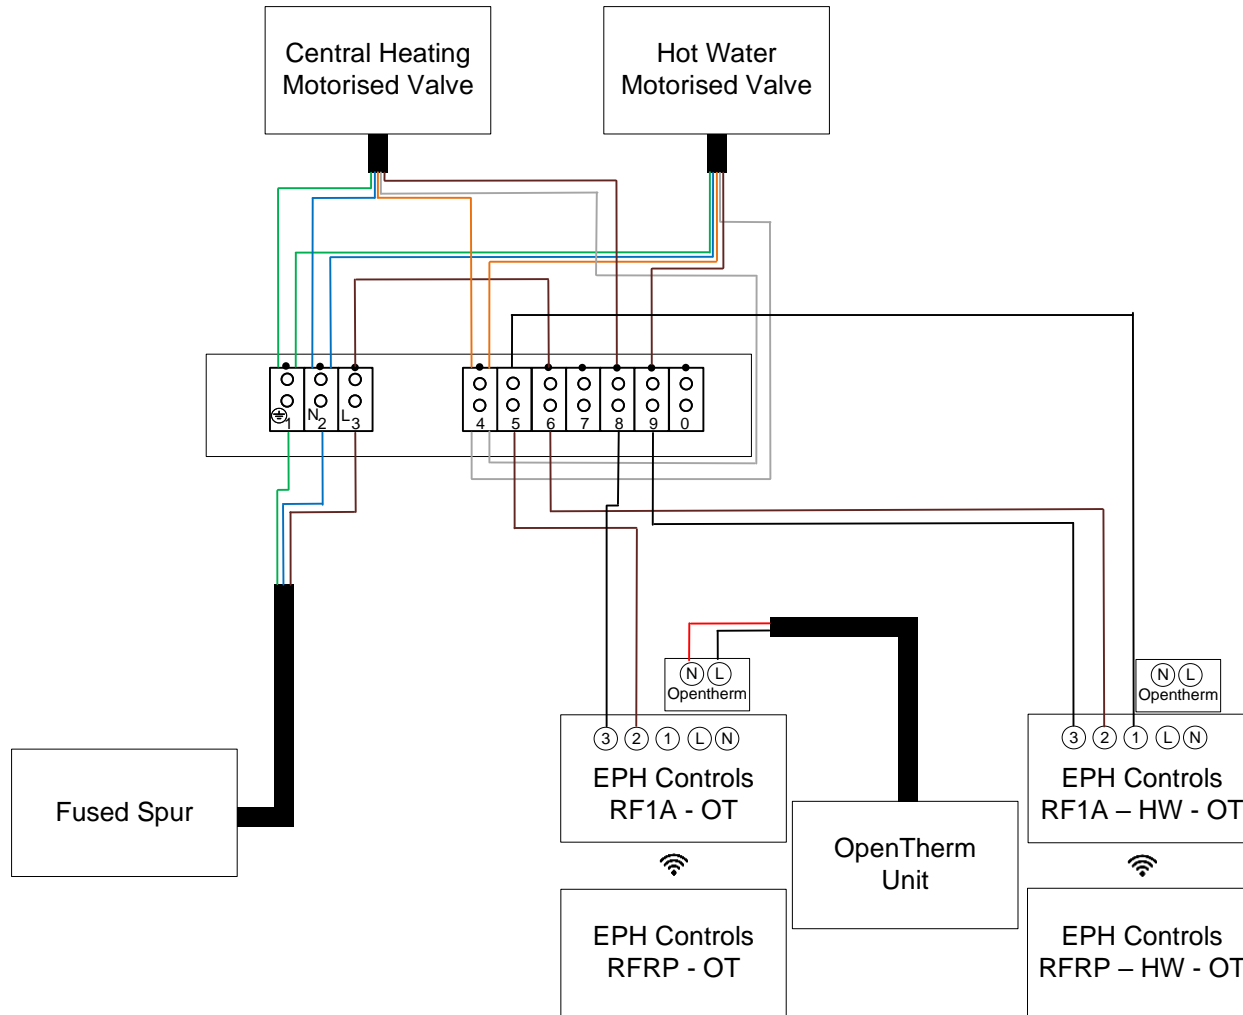 Central Heating
Motorised Valve
Hot Water
Motorised Valve
1
N
2
L
3
4
5
6
7
8
9
0
N L
Opentherm
N L
Opentherm
3 2 1 L N
EPH Controls
RF1A - OT
3 2 1 L N
EPH Controls
RF1A – HW - OT
Fused Spur
OpenTherm
Unit
EPH Controls
RFRP - OT
EPH Controls
RFRP – HW - OT